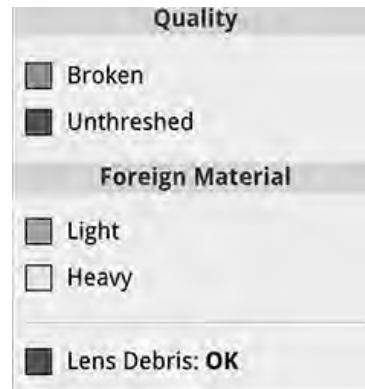 Quality
Broken
Unthreshed
Foreign Material
Light
Heavy
Lens Debris: OK